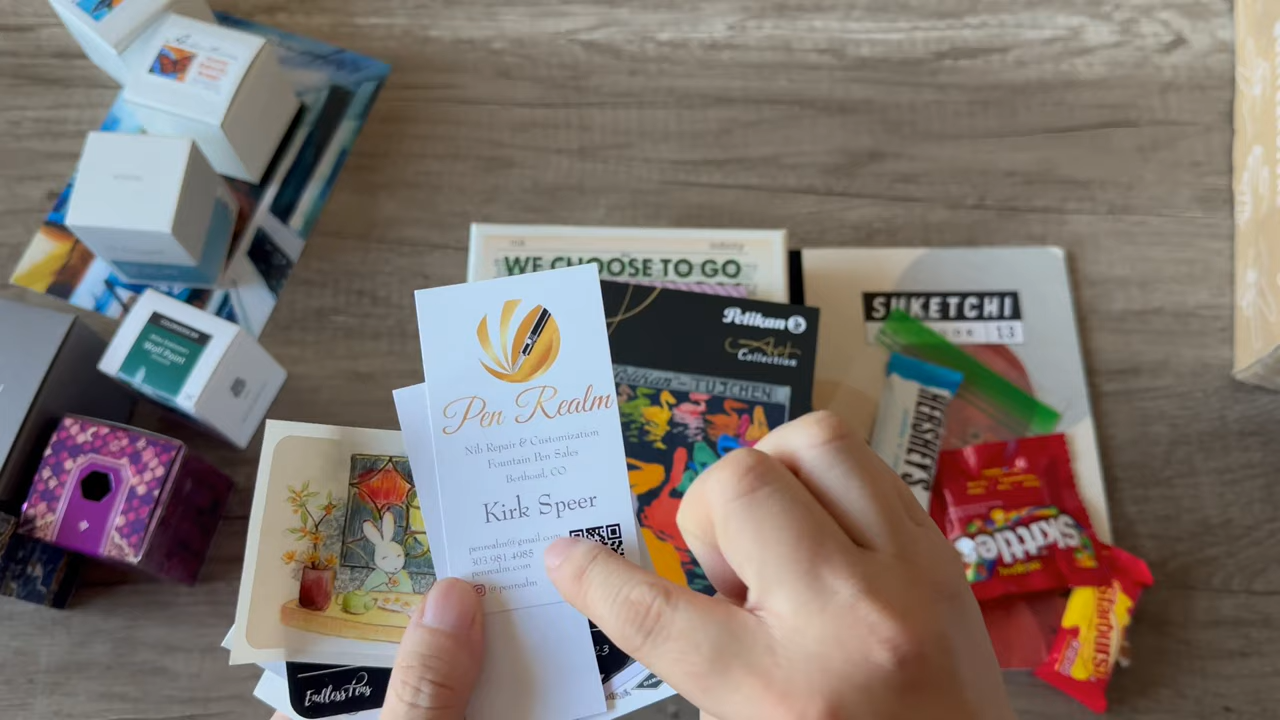 WE CHOOSE TO GO
Pelikan
Art
Collection
Pelikan - TUJCHEN
SUKETCHI
13
HERSHEY'S
Skittles
Starburst
Pen Realm
Nib Repair & Customization
Fountain Pen Sales
Berthoud, CO
Kirk Speer
penrealm@gmail.com
303.981.4985
penrealm.com
@penrealm
Endless Pens